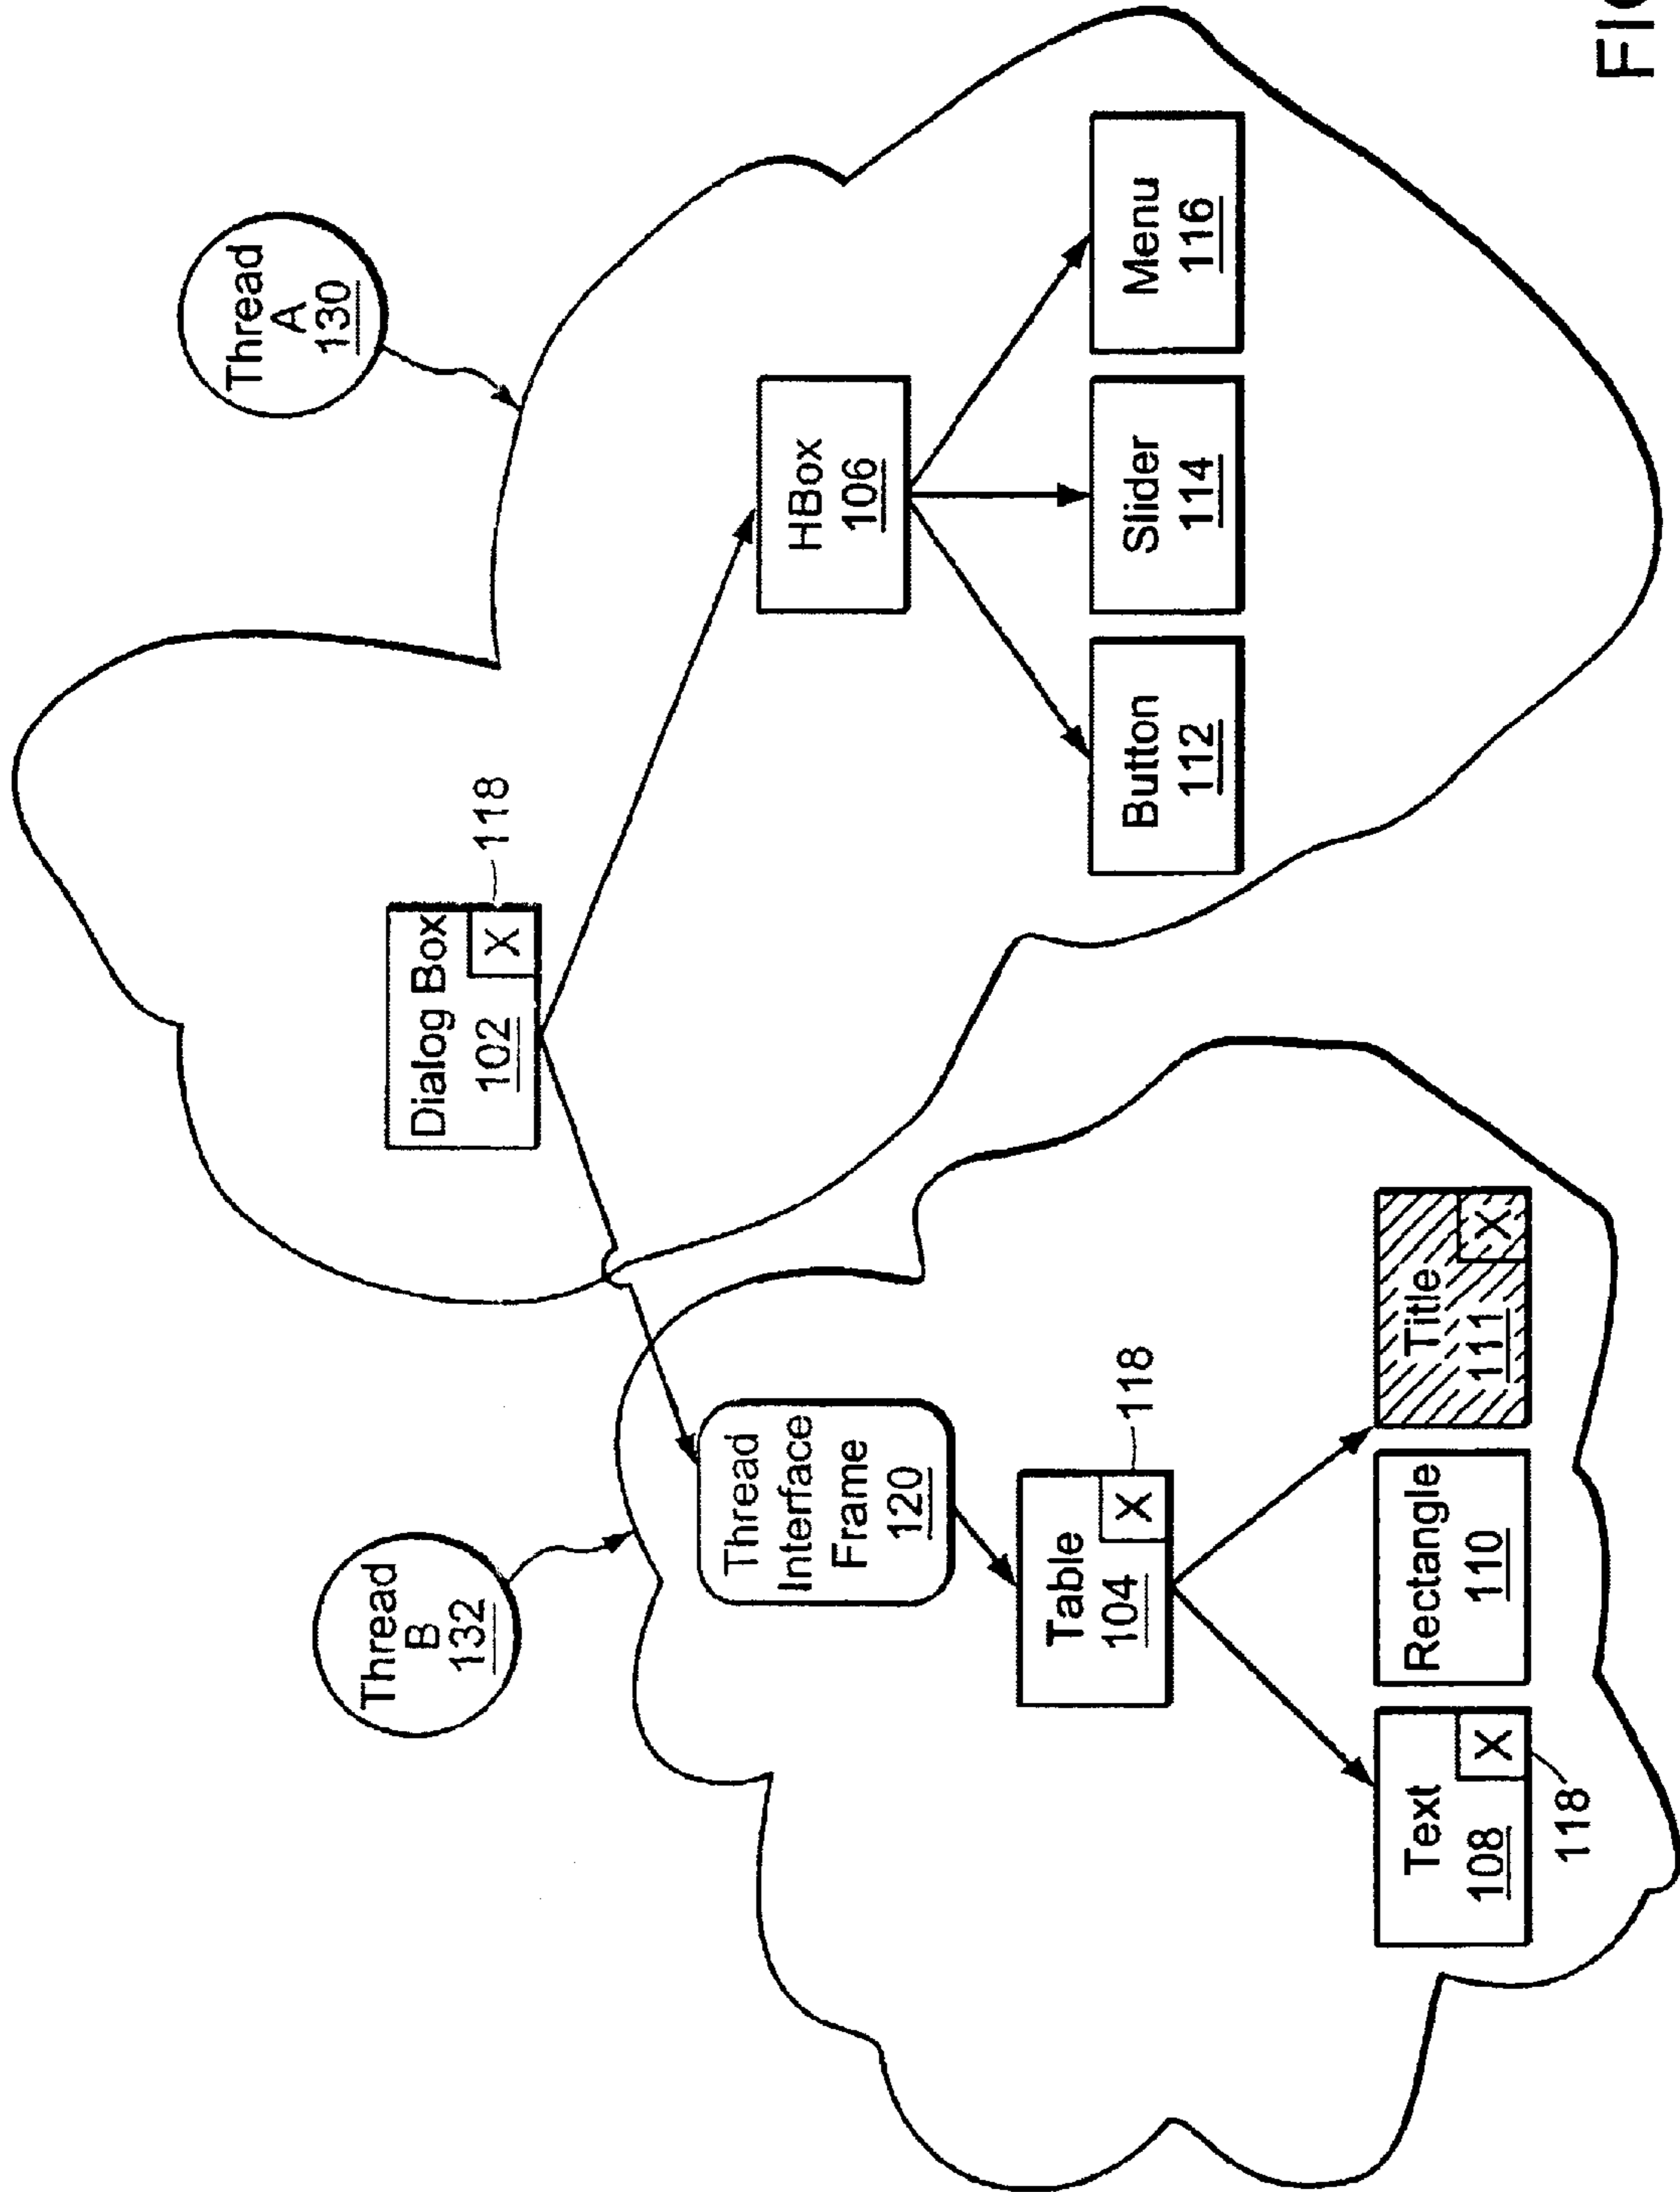 Thread
A
130
Thread
B
132
Dialog Box
102
X
118
HBox
106
Thread
Interface
Frame
120
Table
104
X
118
Button
112
Slider
114
Menu
116
Text
108
X
118
Rectangle
110
Title
111
X